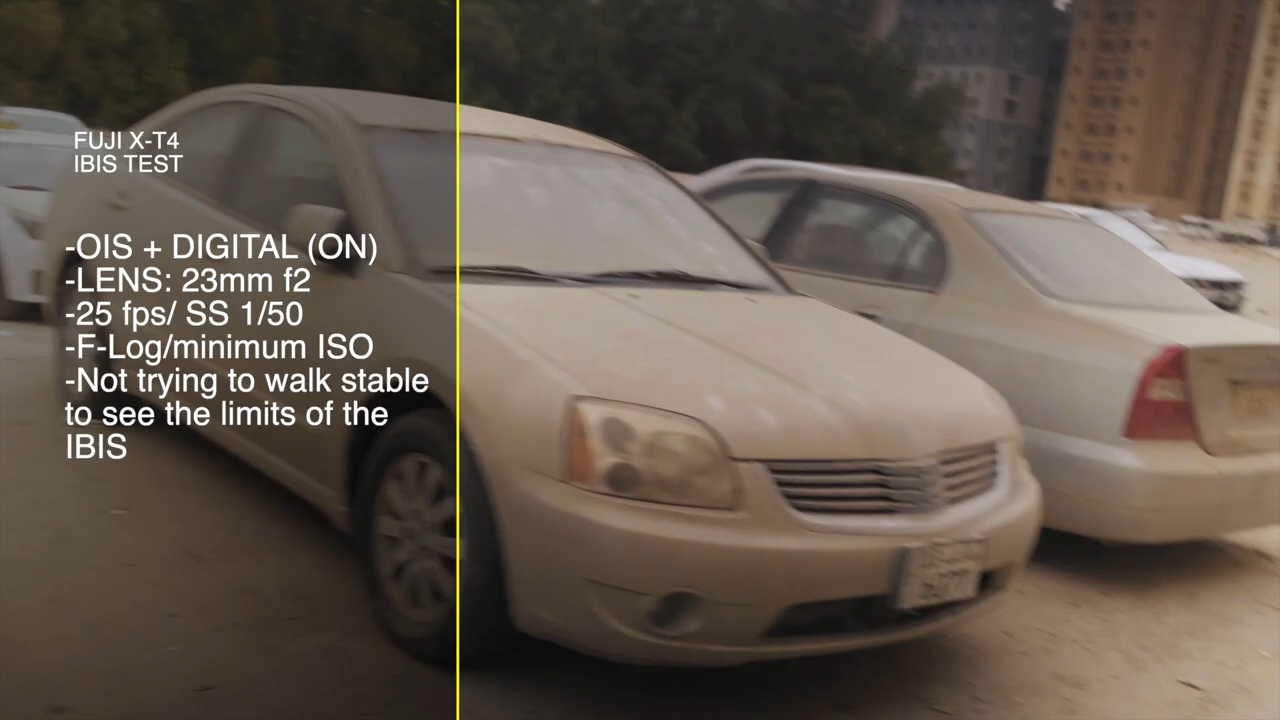 FUJI X-T4
IBIS TEST
-OIS + DIGITAL (ON)
-LENS: 23mm f2
-25 fps/ SS 1/50
-F-Log/minimum ISO
-Not trying to walk stable
to see the limits of the
IBIS